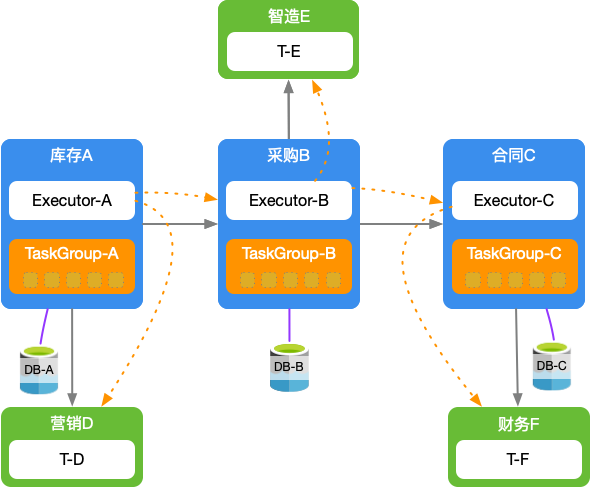 智造E
T-E
库存A
Executor-A
TaskGroup-A
采购B
Executor-B
TaskGroup-B
合同C
Executor-C
TaskGroup-C
DB-A
DB-B
DB-C
营销D
T-D
财务F
T-F